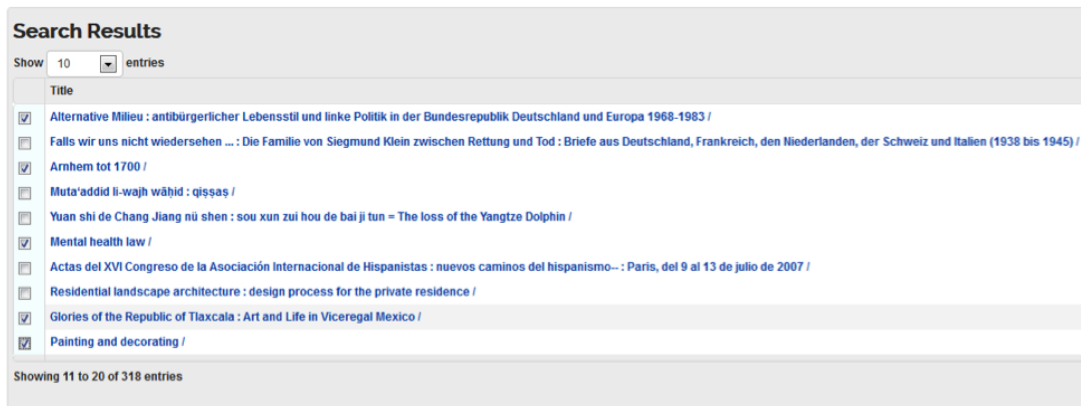 Search Results
Show 10 entries
Title
Alternative Milieu : antibürgerlicher Lebensstil und linke Politik in der Bundesrepublik Deutschland und Europa 1968-1983 /
Falls wir uns nicht wiedersehen ... : Die Familie von Siegmund Klein zwischen Rettung und Tod : Briefe aus Deutschland, Frankreich, den Niederlanden, der Schweiz und Italien (1938 bis 1945) /
Arnhem tot 1700 /
Mutaʻaddid li-wajh wāḥid : qiṣṣaṣ /
Yuan shi de Chang Jiang nü shen : sou xun zui hou de bai ji tun = The loss of the Yangtze Dolphin /
Mental health law /
Actas del XVI Congreso de la Asociación Internacional de Hispanistas : nuevos caminos del hispanismo-- : Paris, del 9 al 13 de julio de 2007 /
Residential landscape architecture : design process for the private residence /
Glories of the Republic of Tlaxcala : Art and Life in Viceregal Mexico /
Painting and decorating /
Showing 11 to 20 of 318 entries